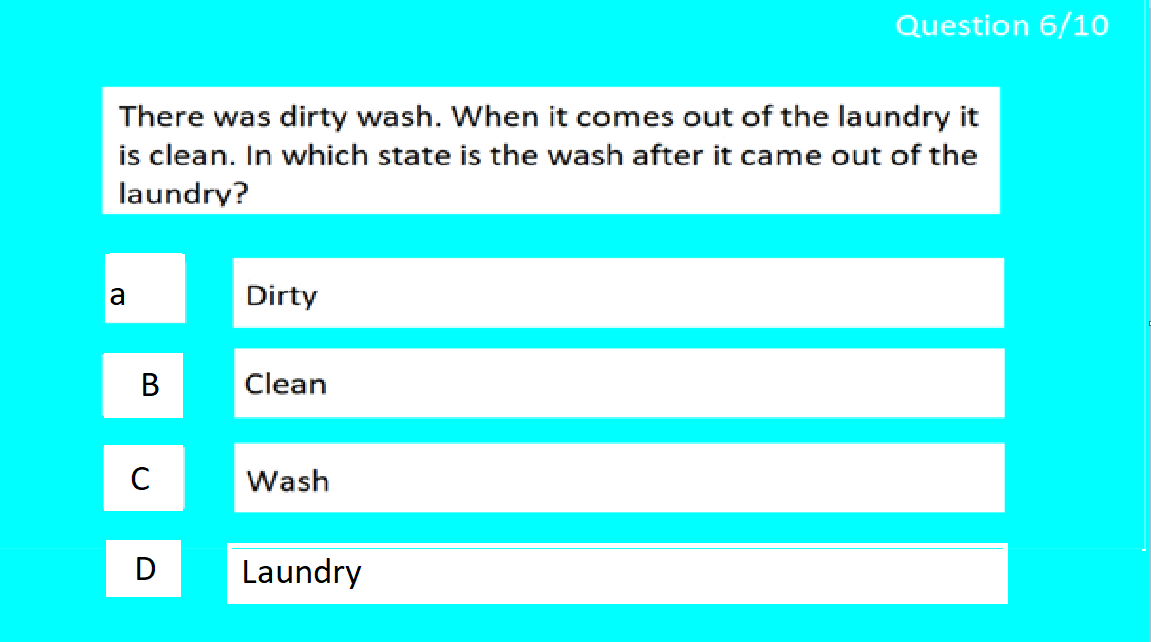 Question 6/10
There was dirty wash. When it comes out of the laundry it
is clean. In which state is the wash after it came out of the
laundry?
a Dirty
B Clean
C Wash
D Laundry